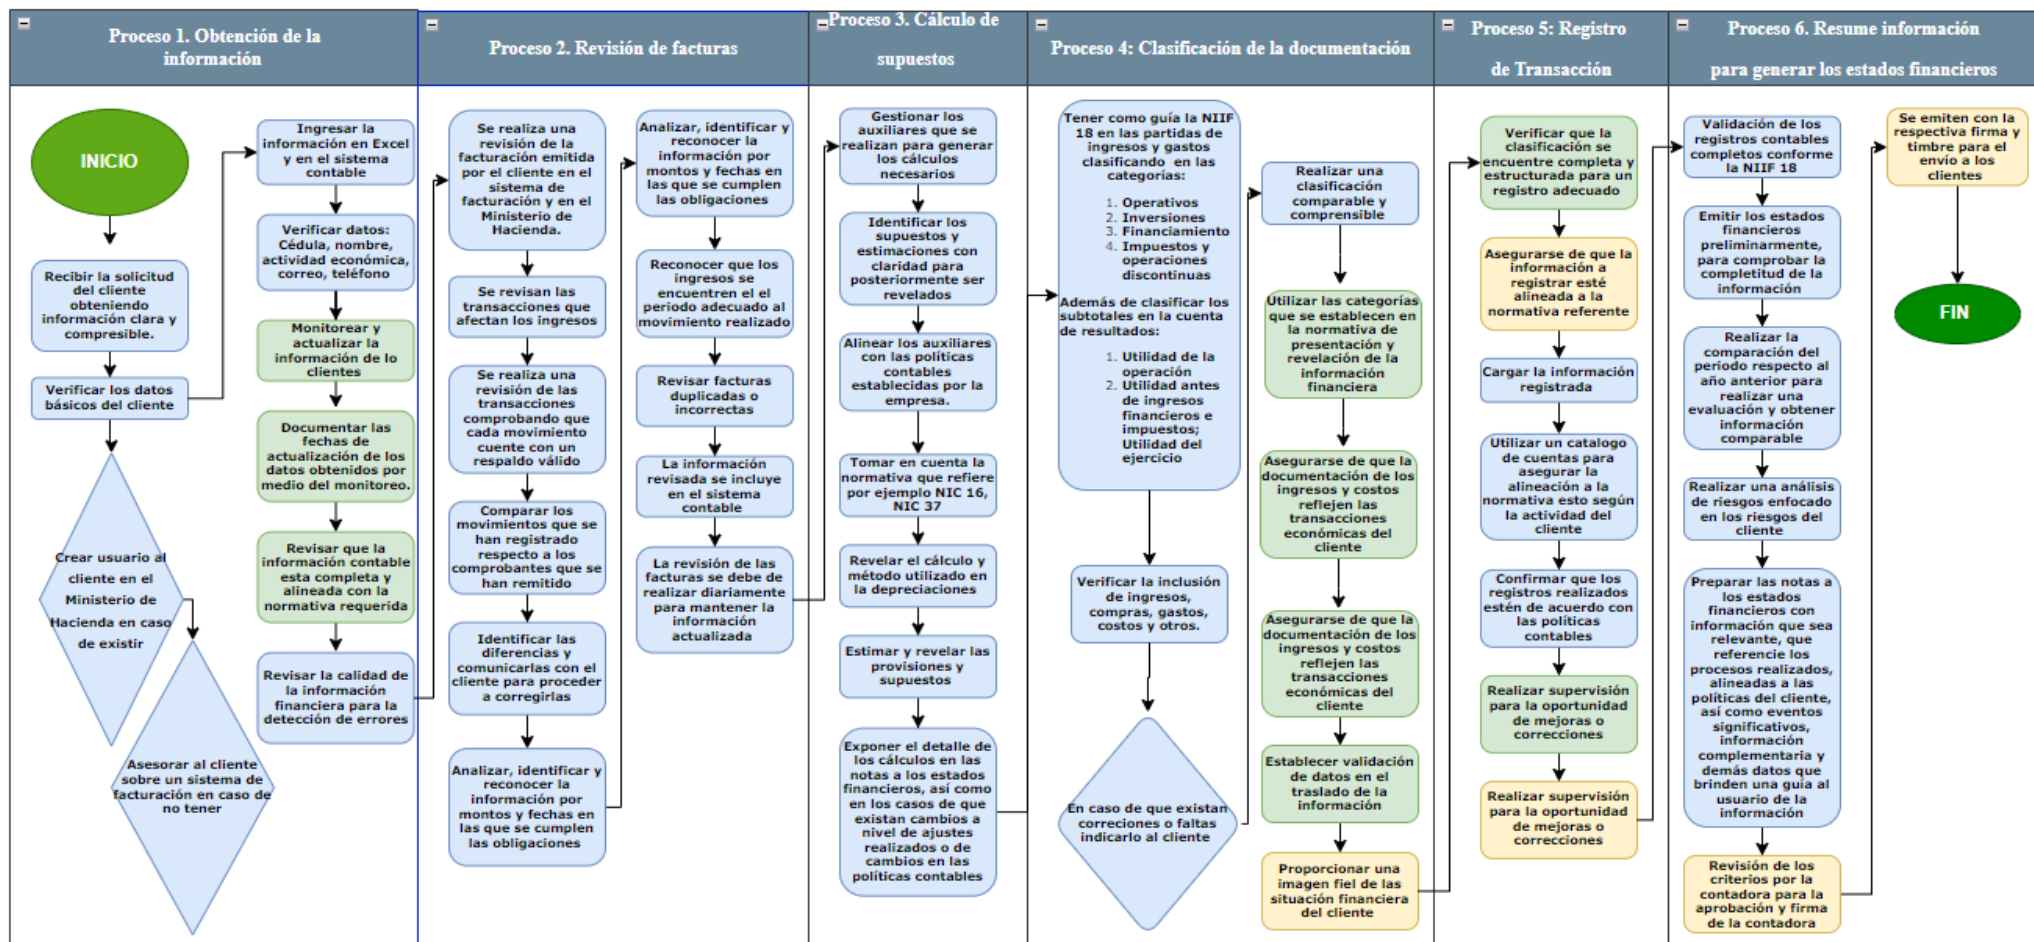 Proceso 1. Obtención de la
información
INICIO
Recibir la solicitud
del cliente
obteniendo
información clara y
compresible.
Verificar los datos
básicos del cliente
Crear usuario al
cliente en el
Ministerio de
Hacienda en caso
de existir
Asesorar al cliente
sobre un sistema de
facturación en caso de
no tener
Ingresar la
información en Excel
y en el sistema
contable
Verificar datos:
Cédula, nombre,
actividad económica,
correo, teléfono
Monitorear y
actualizar la
información de lo
clientes
Documentar las
fechas de
actualización de los
datos obtenidos por
medio del monitoreo.
Revisar que la
información contable
esta completa y
alineada con la
normativa requerida
Revisar la calidad de
la información
financiera para la
detección de errores
Proceso 2. Revisión de facturas
Se realiza una
revisión de la
facturación emitida
por el cliente en el
sistema de
facturación y en el
Ministerio de
Hacienda.
Se revisan las
transacciones que
afectan los ingresos
Se realiza una
revisión de las
transacciones
comprobando que
cada movimiento
cuente con un
respaldo válido
Comparar los
movimientos que se
han registrado
respecto a los
comprobantes que se
han remitido
Identificar las
diferencias y
comunicarlas con el
cliente para proceder
a corregirlas
Analizar, identificar y
reconocer la
información por
montos y fechas en
las que se cumplen
las obligaciones
Analizar, identificar y
reconocer la
información por
montos y fechas en
las que se cumplen
las obligaciones
Reconocer que los
ingresos se
encuentren el el
periodo adecuado al
movimiento realizado
Revisar facturas
duplicadas o
incorrectas
La información
revisada se incluye
en el sistema
contable
La revisión de las
facturas se debe de
realizar diariamente
para mantener la
información
actualizada
Proceso 3. Cálculo de
supuestos
Gestionar los
auxiliares que se
realizan para generar
los cálculos
necesarios
Identificar los
supuestos y
estimaciones con
claridad para
posteriormente ser
revelados
Alinear los auxiliares
con las políticas
contables
establecidas por la
empresa.
Tomar en cuenta la
normativa que refiere
por ejemplo NIC 16,
NIC 37
Revelar el cálculo y
método utilizado en
la depreciaciones
Estimar y revelar las
provisiones y
supuestos
Exponer el detalle de
los cálculos en las
notas a los estados
financieros, así como
en los casos de que
existan cambios a
nivel de ajustes
realizados o de
cambios en las
políticas contables
Proceso 4: Clasificación de la documentación
Tener como guía la NIIF
18 en las partidas de
ingresos y gastos
clasificando en las
categorías:
1. Operativos
2. Inversiones
3. Financiamiento
4. Impuestos y
operaciones
discontinuas
Además de clasificar los
subtotales en la cuenta
de resultados:
1. Utilidad de la
operación
2. Utilidad antes
de ingresos
financieros e
impuestos;
Utilidad del
ejercicio
Verificar la inclusión
de ingresos,
compras, gastos,
costos y otros.
En caso de que existan
correciones o faltas
indicarlo al cliente
Realizar una
clasificación
comparable y
comprensible
Utilizar las categorías
que se establecen en
la normativa de
presentación y
revelación de la
información
financiera
Asegurarse de que la
documentación de los
ingresos y costos
reflejen las
transacciones
económicas del
cliente
Asegurarse de que la
documentación de los
ingresos y costos
reflejen las
transacciones
económicas del
cliente
Establecer validación
de datos en el
traslado de la
información
Proporcionar una
imagen fiel de las
situación financiera
del cliente
Proceso 5: Registro
de Transacción
Verificar que la
clasificación se
encuentre completa y
estructurada para un
registro adecuado
Asegurarse de que la
información a
registrar esté
alineada a la
normativa referente
Cargar la información
registrada
Utilizar un catalogo
de cuentas para
asegurar la
alineación a la
normativa esto según
la actividad del
cliente
Confirmar que los
registros realizados
estén de acuerdo con
las políticas
contables
Realizar supervisión
para la oportunidad
de mejoras o
correcciones
Realizar supervisión
para la oportunidad
de mejoras o
correcciones
Proceso 6. Resume información
para generar los estados financieros
Validación de los
registros contables
completos conforme
la NIIF 18
Emitir los estados
financieros
preliminarmente,
para comprobar la
completitud de la
información
Realizar la
comparación del
periodo respecto al
año anterior para
realizar una
evaluación y obtener
información
comparable
Realizar una análisis
de riesgos enfocado
en los riesgos del
cliente
Preparar las notas a
los estados
financieros con
información que sea
relevante, que
referencie los
procesos realizados,
alineadas a las
políticas del cliente,
así como eventos
significativos,
información
complementaria y
demás datos que
brinden una guía al
usuario de la
información
Revisión de los
criterios por la
contadora para la
aprobación y firma
de la contadora
Se emiten con la
respectiva firma y
timbre para el
envío a los
clientes
FIN